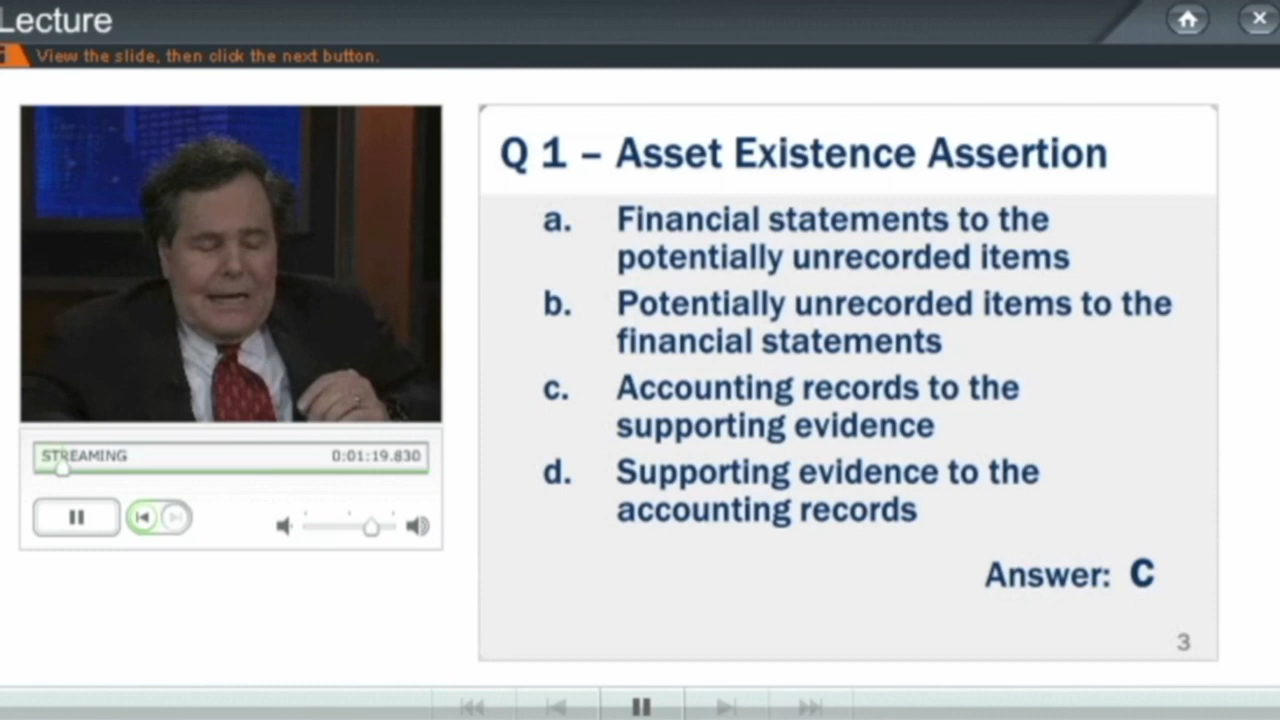 Lecture
View the slide, then click the next button.
Q 1 – Asset Existence Assertion
a. Financial statements to the
potentially unrecorded items
b. Potentially unrecorded items to the
financial statements
c. Accounting records to the
supporting evidence
d. Supporting evidence to the
accounting records
Answer: C
3
STREAMING 0:01:19.830